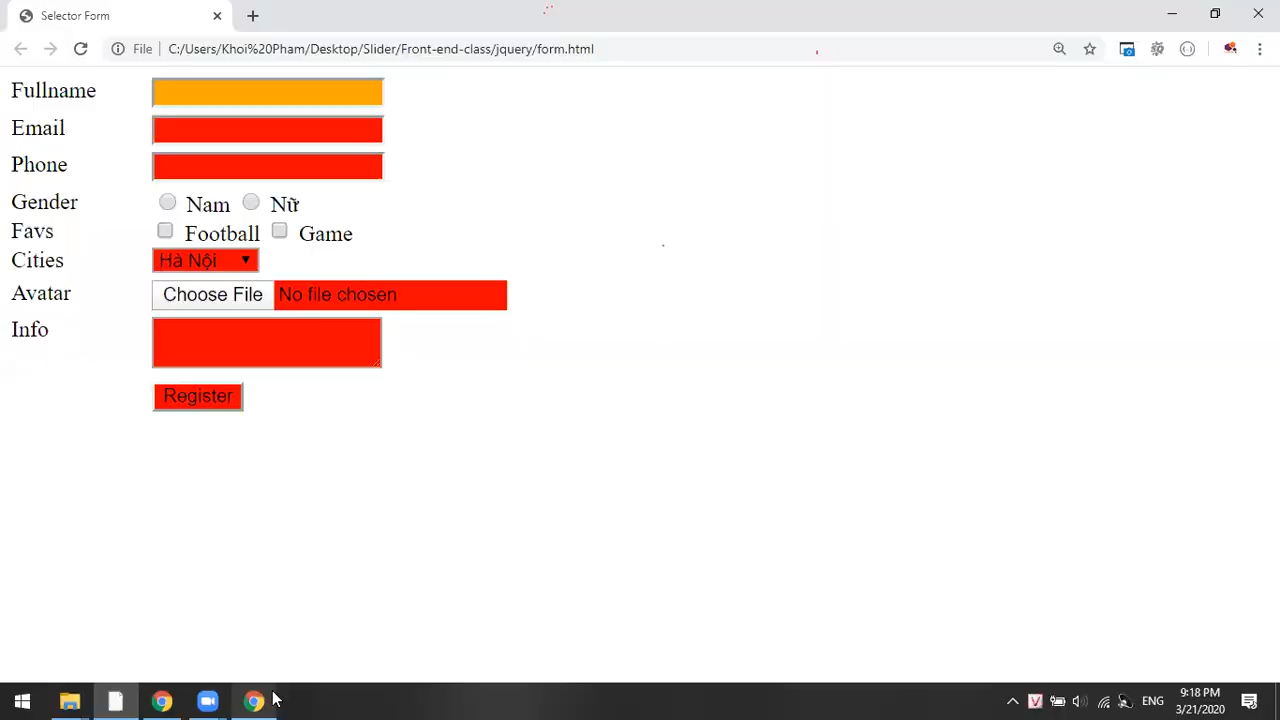 Selector Form
File C:/Users/Khoi%20Pham/Desktop/Slider/Front-end-class/jquery/form.html
Fullname
Email
Phone
Gender Nam Nữ
Favs Football Game
Cities Hà Nội
Avatar Choose File No file chosen
Info
Register
V ENG 9:18 PM
3/21/2020